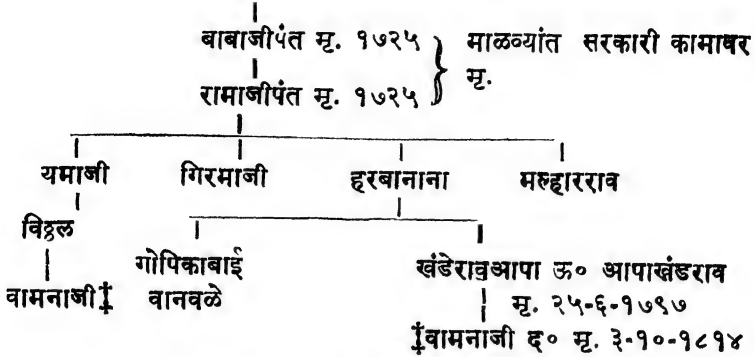 बाबाजीपंत मृ. १७२५ } माळव्यांत सरकारी कामावर
रामाजीपंत मृ. १७२५ } मृ.
यमाजी गिरमाजी हरबानाना मल्हारराव
विठ्ठल
गोपिकाबाई खंडेरावआपा ऊ० आपाखंडराव
वामनाजी‡ वानवळे मृ. २५-६-१७९७
‡वामनाजी द० मृ. ३-१०-१८१४